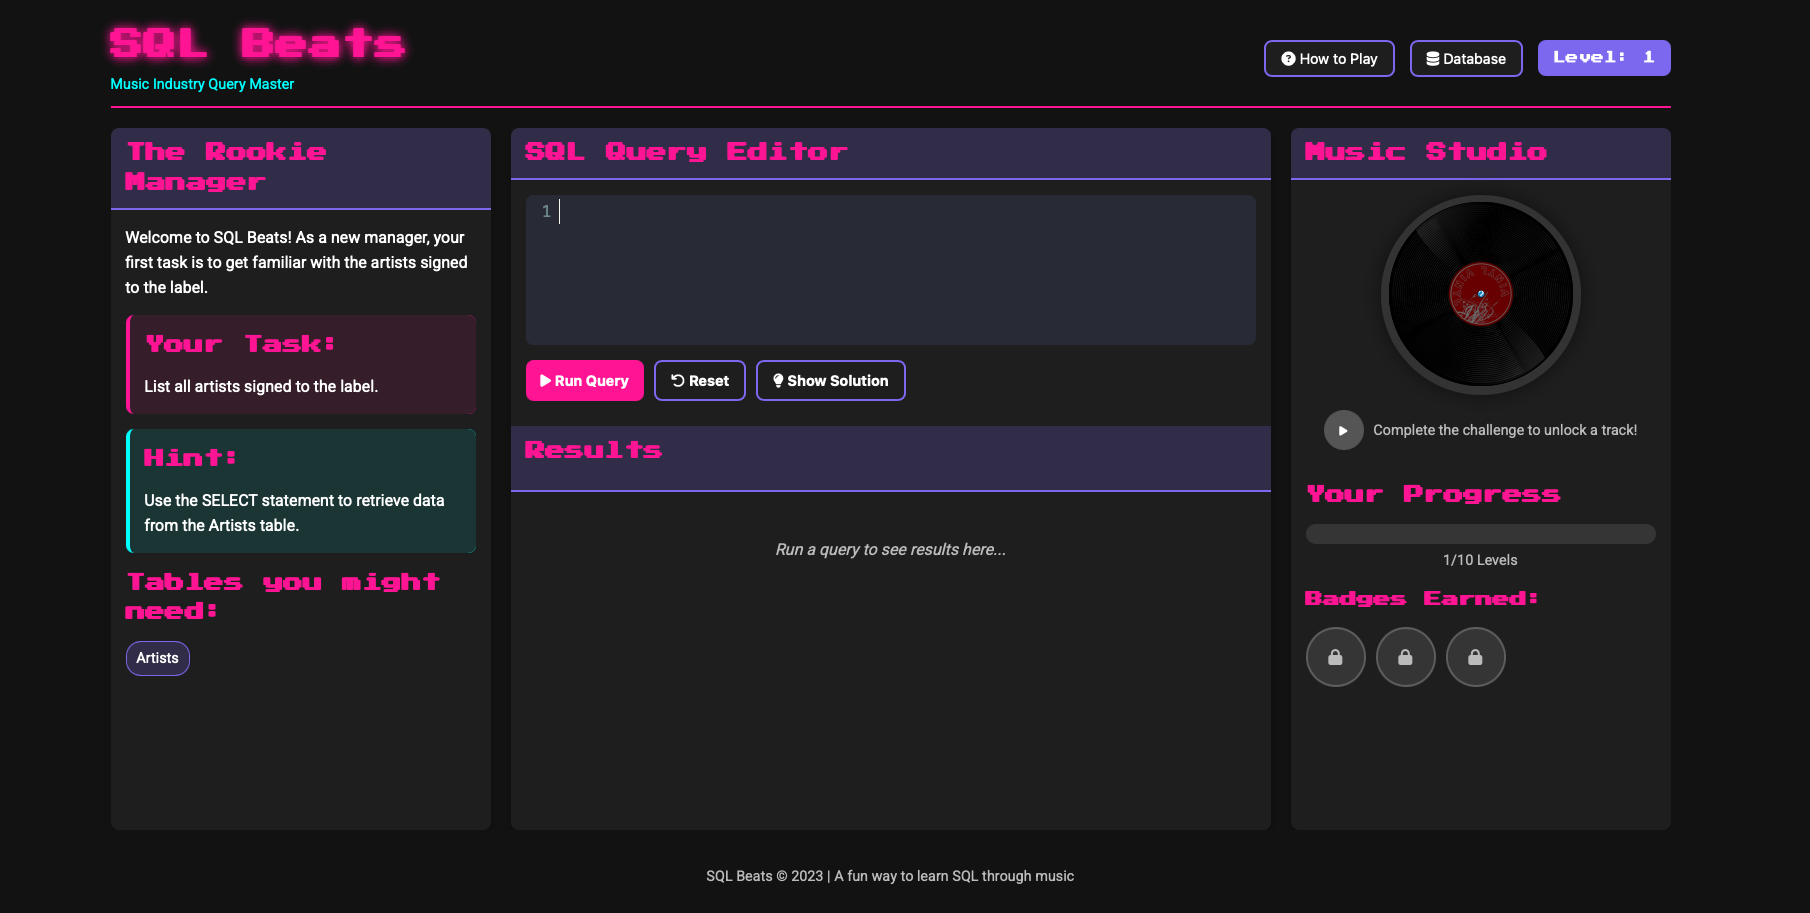 SQL Beats
Music Industry Query Master
How to Play
Database
Level: 1
The Rookie
Manager
Welcome to SQL Beats! As a new manager, your
first task is to get familiar with the artists signed
to the label.
Your Task:
List all artists signed to the label.
Hint:
Use the SELECT statement to retrieve data
from the Artists table.
Tables you might
need:
Artists
SQL Query Editor
1
Run Query
Reset
Show Solution
Results
Run a query to see results here...
Music Studio
Complete the challenge to unlock a track!
Your Progress
1/10 Levels
Badges Earned:
SQL Beats © 2023 | A fun way to learn SQL through music